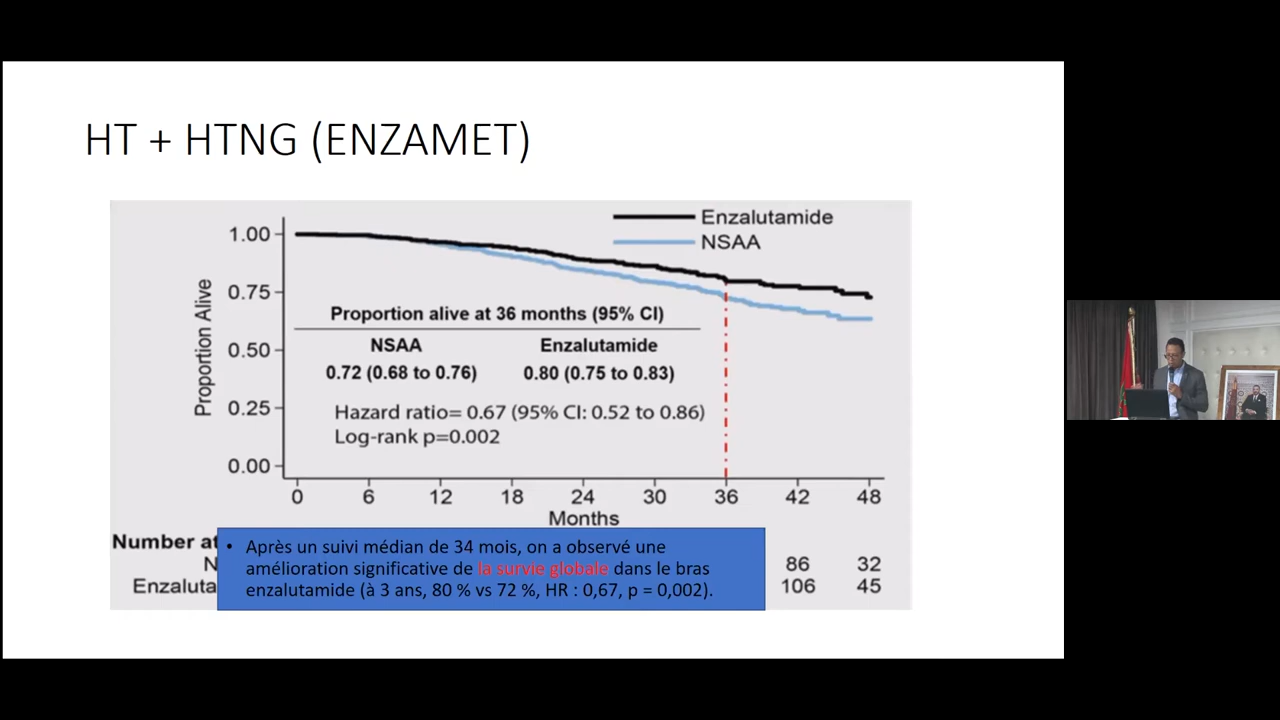 HT + HTNG (ENZAMET)
Enzalutamide
NSAA
1.00
0.75
0.50
0.25
0.00
Proportion Alive
Proportion alive at 36 months (95% CI)
NSAA Enzalutamide
0.72 (0.68 to 0.76) 0.80 (0.75 to 0.83)
Hazard ratio= 0.67 (95% CI: 0.52 to 0.86)
Log-rank p=0.002
0 6 12 18 24 30 36 42 48
Months
Number at
N 86 32
Enzaluta 106 45
• Après un suivi médian de 34 mois, on a observé une
amélioration significative de la survie globale dans le bras
enzalutamide (à 3 ans, 80 % vs 72 %, HR : 0,67, p = 0,002).